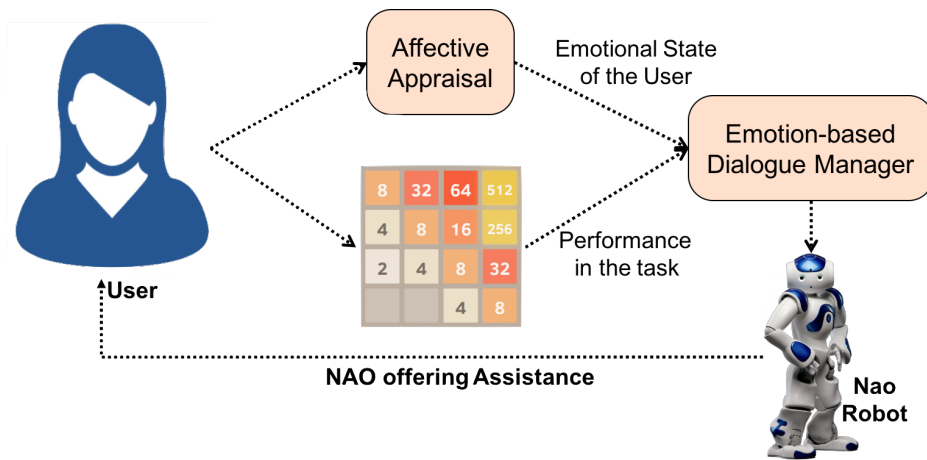 Affective
Appraisal
Emotional State
of the User
Emotion-based
Dialogue Manager
8 32 64 512
4 8 16 256
2 4 8 32
4 8
Performance
in the task
User
NAO offering Assistance
Nao
Robot